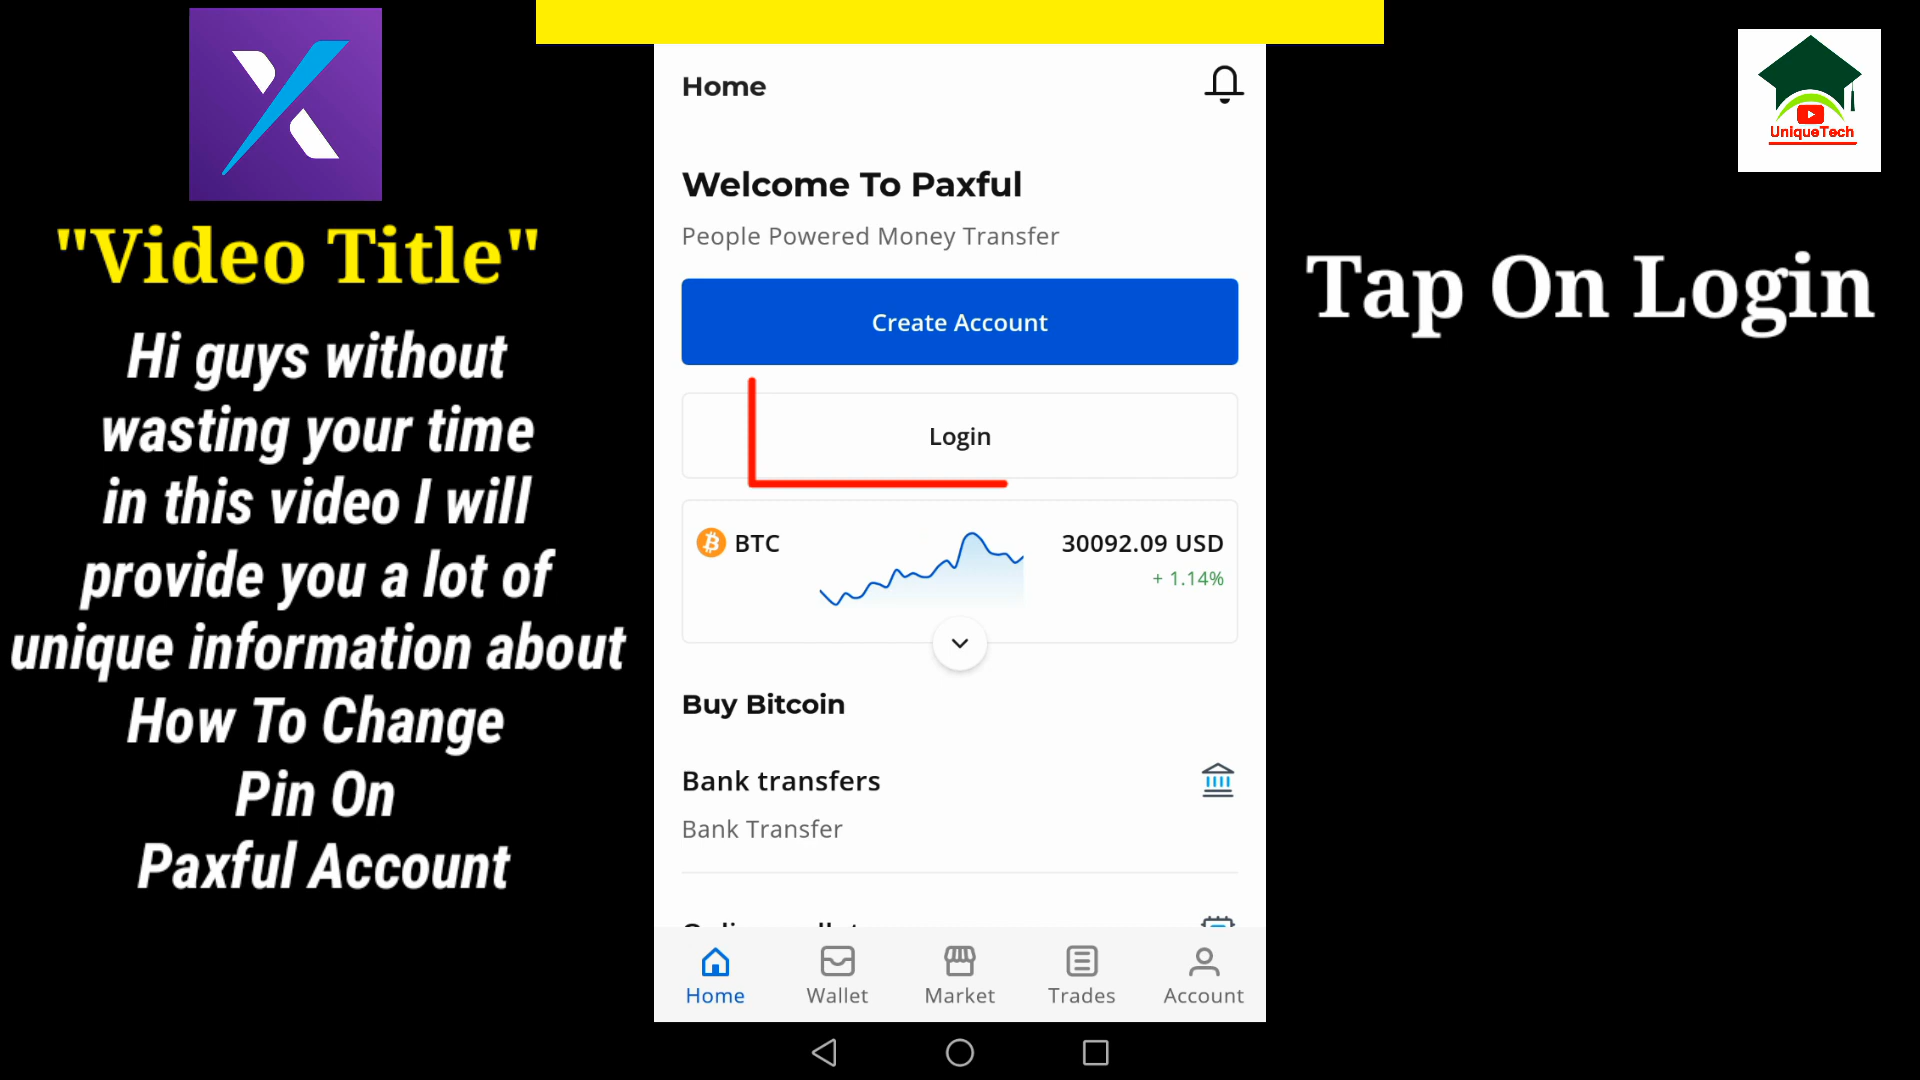 "Video Title"
Hi guys without
wasting your time
in this video I will
provide you a lot of
unique information about
How To Change
Pin On
Paxful Account
Home
Welcome To Paxful
People Powered Money Transfer
Create Account
Login
BTC
30092.09 USD
+ 1.14%
Buy Bitcoin
Bank transfers
Bank Transfer
Home
Wallet
Market
Trades
Account
UniqueTech
Tap On Login